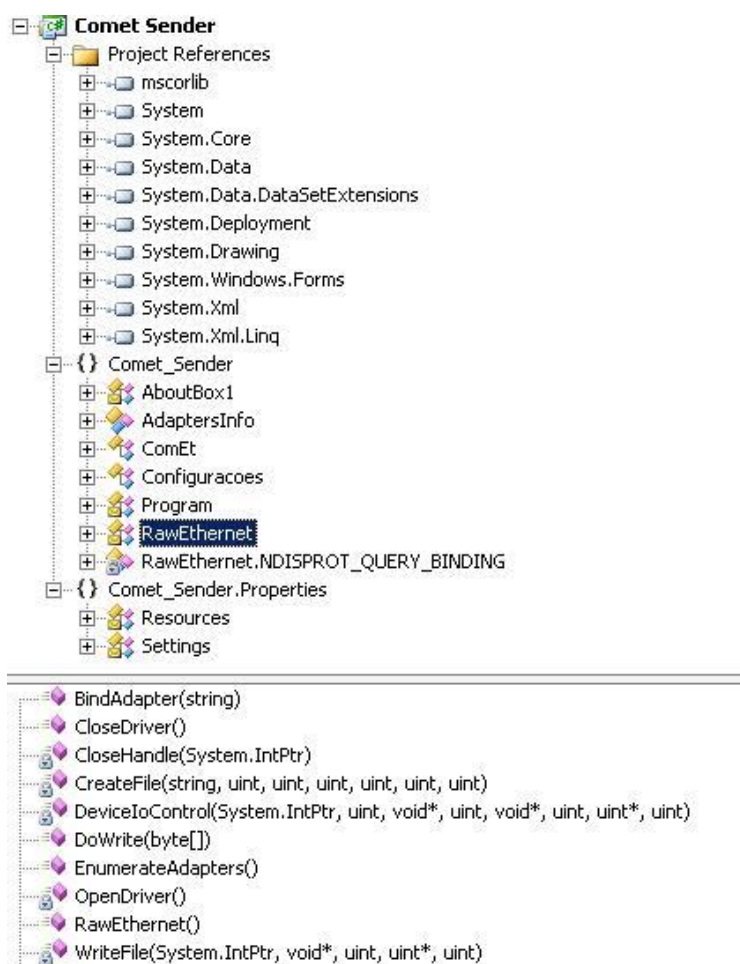 Comet Sender
Project References
mscorlib
System
System.Core
System.Data
System.Data.DataSetExtensions
System.Deployment
System.Drawing
System.Windows.Forms
System.Xml
System.Xml.Linq
{} Comet_Sender
AboutBox1
AdaptersInfo
ComEt
Configuracoes
Program
RawEthernet
RawEthernet.NDISPROT_QUERY_BINDING
{} Comet_Sender.Properties
Resources
Settings
BindAdapter(string)
CloseDriver()
CloseHandle(System.IntPtr)
CreateFile(string, uint, uint, uint, uint, uint, uint)
DeviceIoControl(System.IntPtr, uint, void*, uint, void*, uint, uint*, uint)
DoWrite(byte[])
EnumerateAdapters()
OpenDriver()
RawEthernet()
WriteFile(System.IntPtr, void*, uint, uint*, uint)